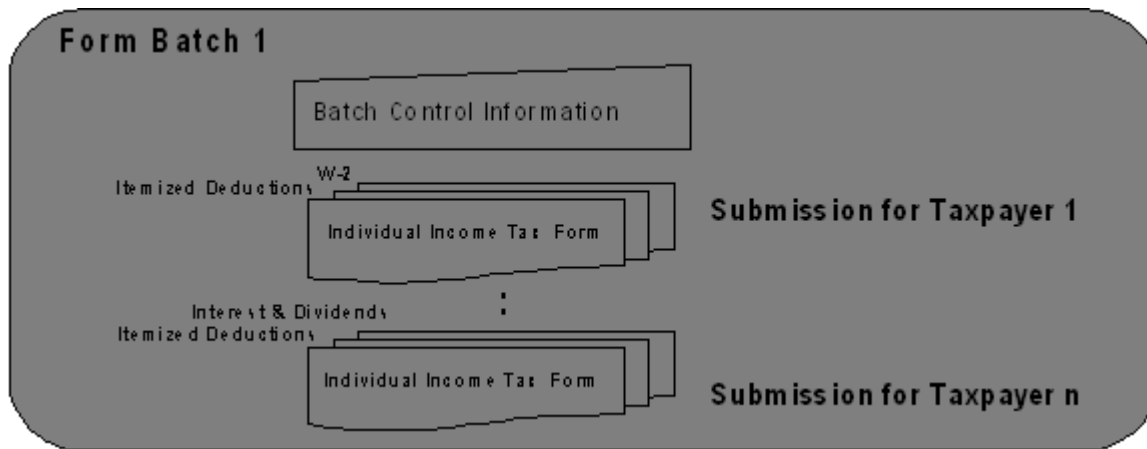 Form Batch 1
Batch Control Information
W-2
Itemized Deductions
Individual Income Tax Form
Submission for Taxpayer 1
Interest & Dividends
Itemized Deductions
Individual Income Tax Form
Submission for Taxpayer n